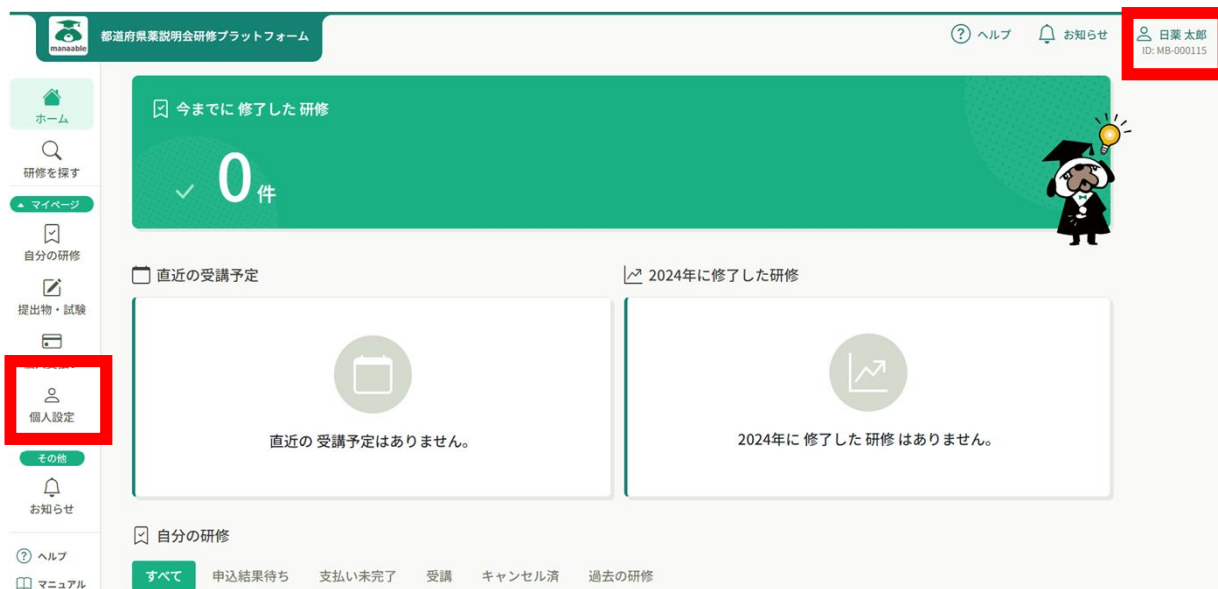 manaable
都道府県薬説明会研修プラットフォーム
ヘルプ
お知らせ
日薬 太郎
ID: MB-000115
ホーム
研修を探す
マイページ
自分の研修
提出物・試験
個人設定
その他
お知らせ
ヘルプ
マニュアル
今までに 修了した 研修
0件
直近の受講予定
直近の 受講予定はありません。
2024年に修了した研修
2024年に 修了した 研修 はありません。
自分の研修
すべて 申込結果待ち 支払い未完了 受講 キャンセル済 過去の研修